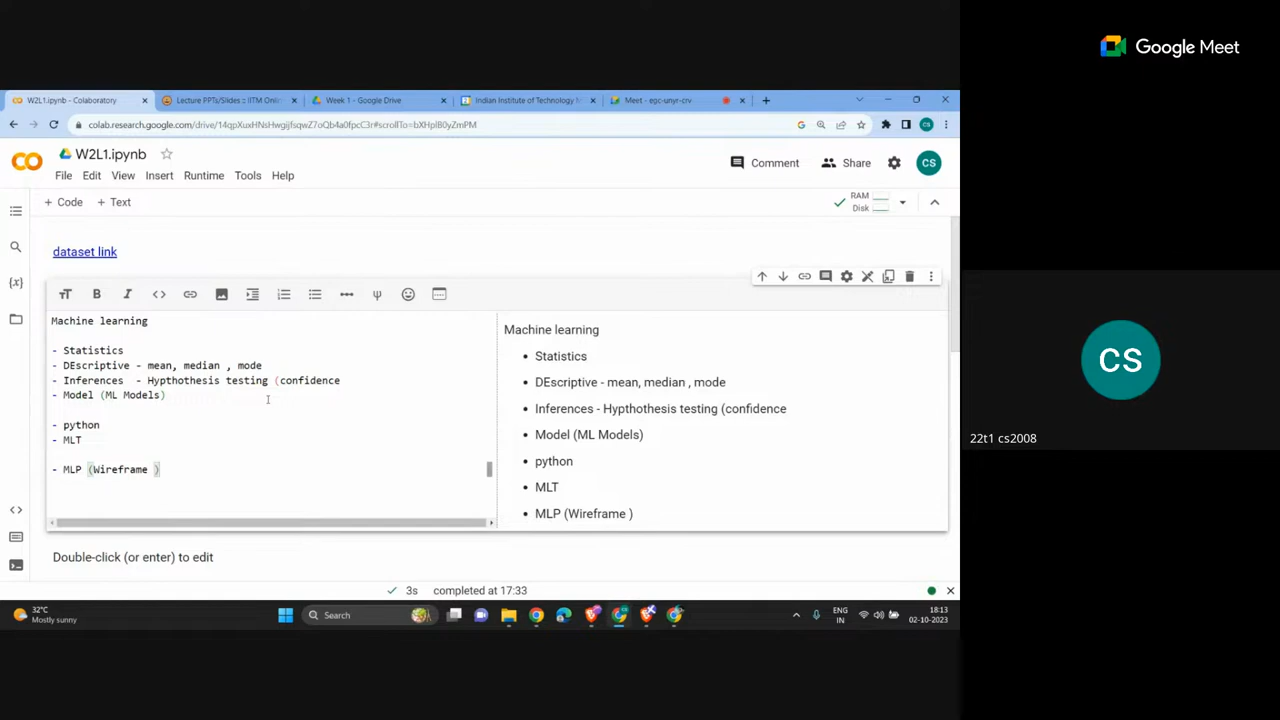 Google Meet
W2L1.ipynb - Colaboratory
Lecture PPTs/Slides :: IITM Onlin
Week 1 - Google Drive
Indian Institute of Technology M
Meet - egc-unyr-crv
colab.research.google.com/drive/14qpXuxHNsHwgijfsqwZ7oQb4a0fpcC3r#scrollTo=bXHpl80yZmPM
CO
W2L1.ipynb
Comment
Share
CS
File Edit View Insert Runtime Tools Help
+ Code + Text
RAM
Disk
dataset link
Machine learning
- Statistics
- DEscriptive - mean, median , mode
- Inferences - Hypthothesis testing (confidence
- Model (ML Models)
- python
- MLT
- MLP (Wireframe )
Machine learning
• Statistics
• DEscriptive - mean, median , mode
• Inferences - Hypthothesis testing (confidence
• Model (ML Models)
• python
• MLT
• MLP (Wireframe )
Double-click (or enter) to edit
3s completed at 17:33
CS
22t1 cs2008
32°C
Mostly sunny
Search
ENG
IN
18:13
02-10-2023